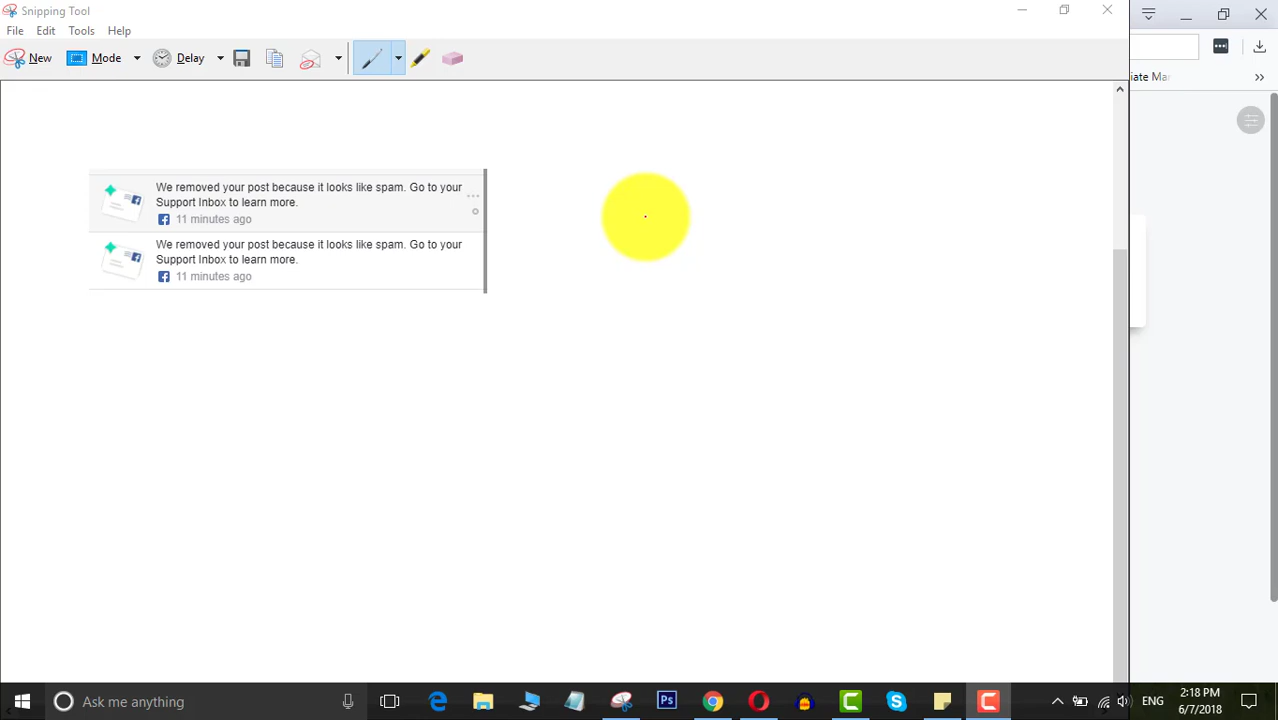 Snipping Tool
File Edit Tools Help
New Mode Delay
We removed your post because it looks like spam. Go to your
Support Inbox to learn more.
11 minutes ago
We removed your post because it looks like spam. Go to your
Support Inbox to learn more.
11 minutes ago
iate Mar
Ask me anything
Ps
ENG
2:18 PM
6/7/2018